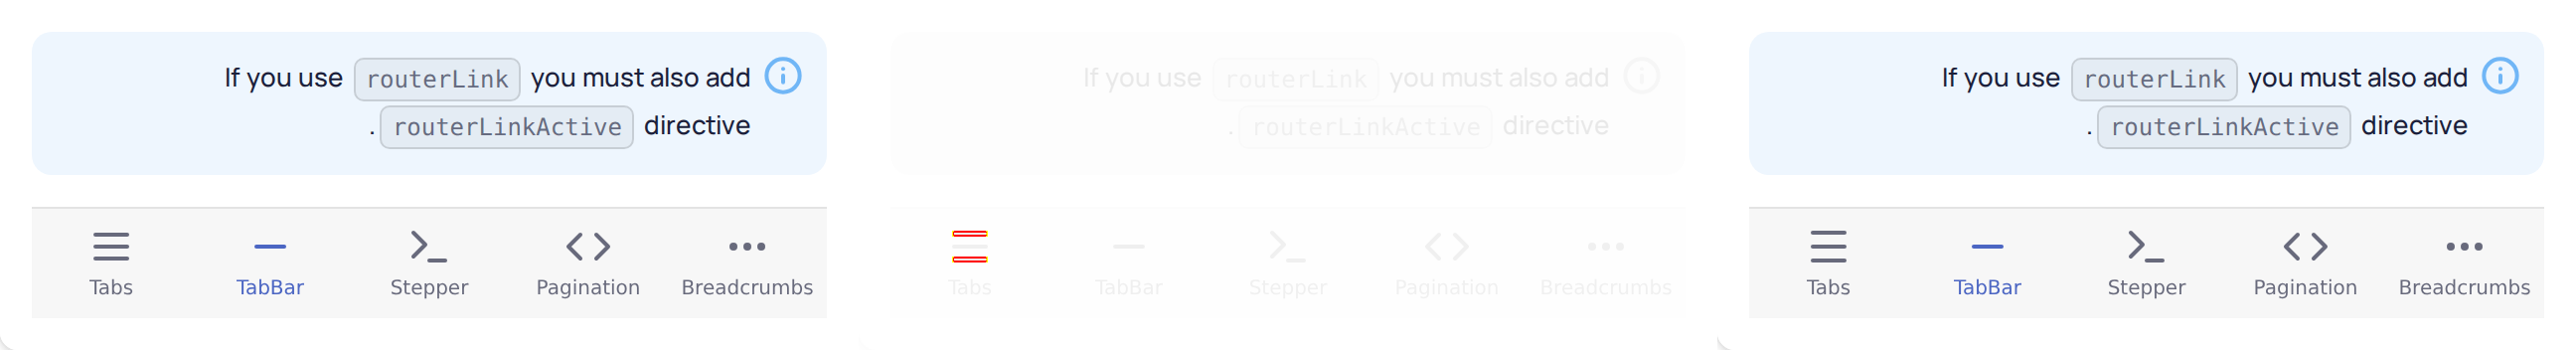 If you use routerLink you must also add
. routerLinkActive directive
Tabs TabBar Stepper Pagination Breadcrumbs
If you use routerLink you must also add
. routerLinkActive directive
Tabs TabBar Stepper Pagination Breadcrumbs
If you use routerLink you must also add
. routerLinkActive directive
Tabs TabBar Stepper Pagination Breadcrumbs